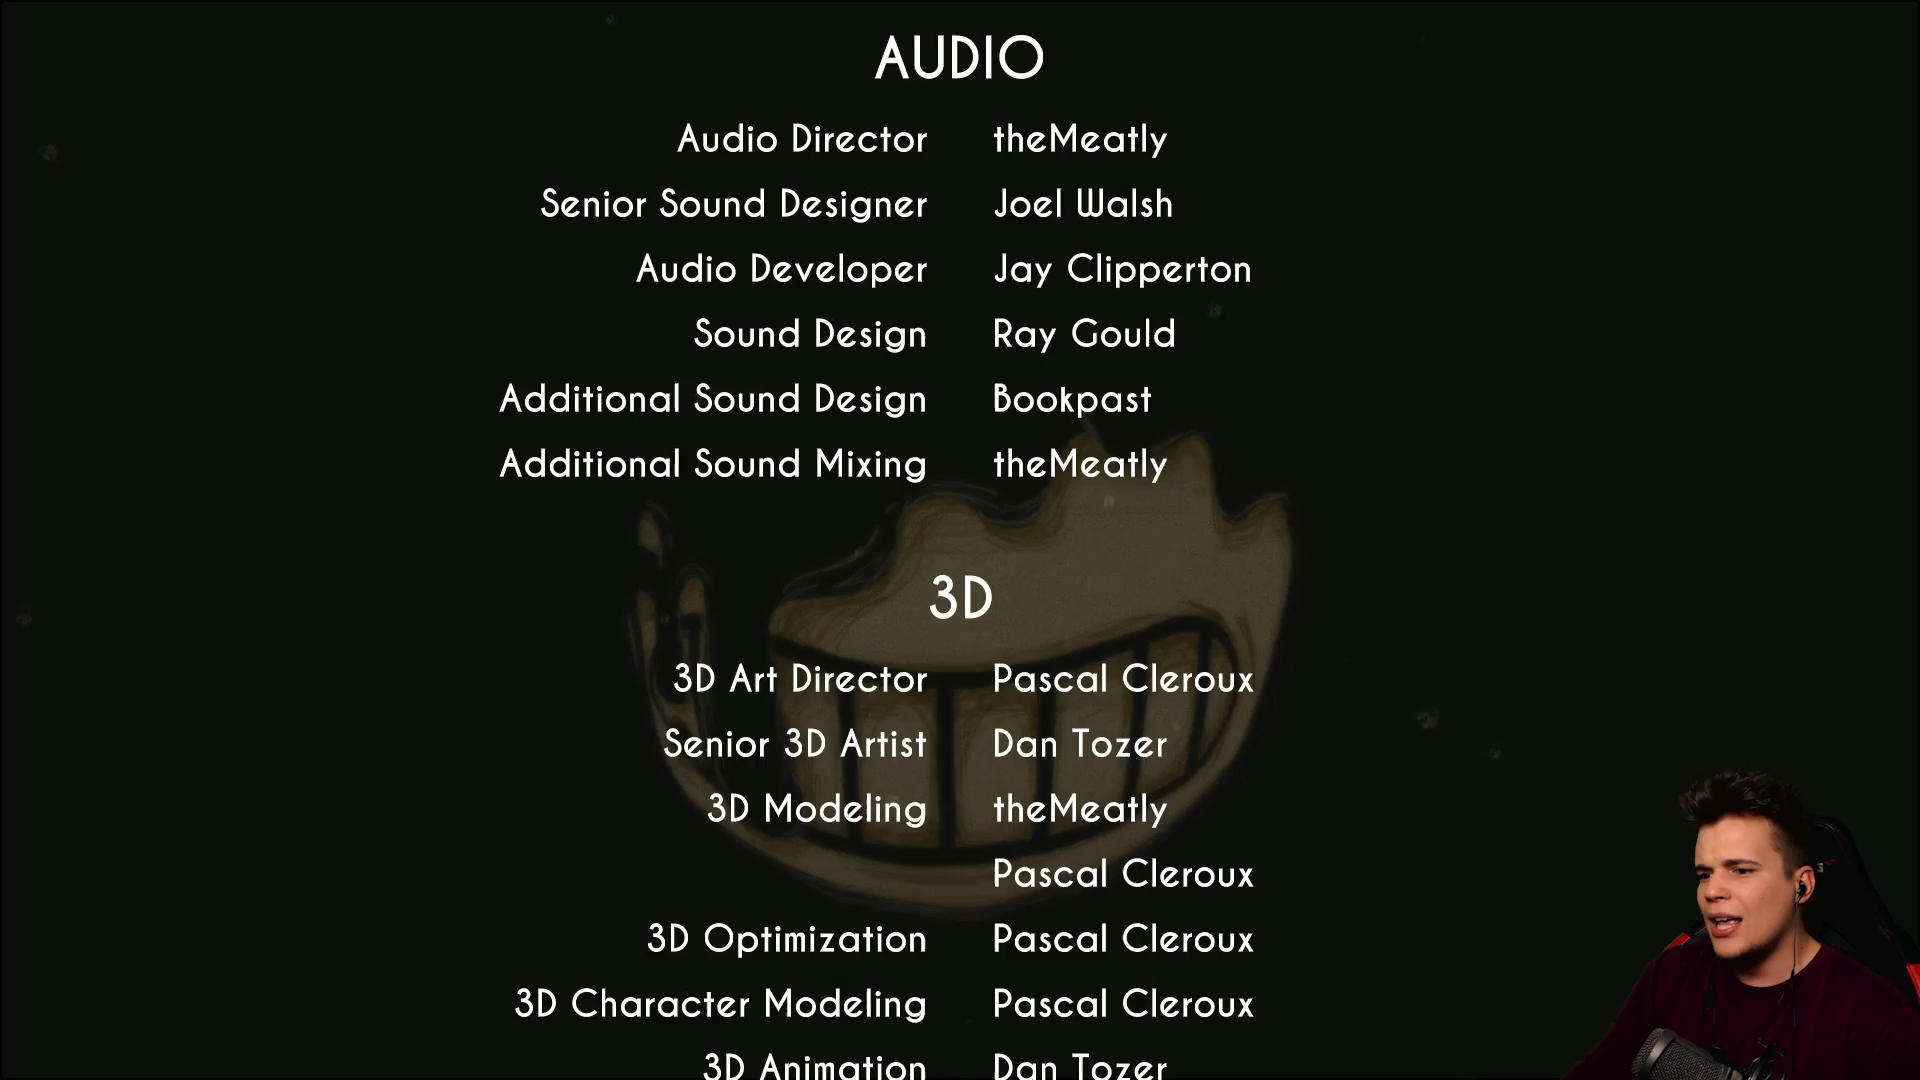 AUDIO
Audio Director theMeatly
Senior Sound Designer Joel Walsh
Audio Developer Jay Clipperton
Sound Design Ray Gould
Additional Sound Design Bookpast
Additional Sound Mixing theMeatly
3D
3D Art Director Pascal Cleroux
Senior 3D Artist Dan Tozer
3D Modeling theMeatly
Pascal Cleroux
3D Optimization Pascal Cleroux
3D Character Modeling Pascal Cleroux
3D Animation Dan Tozer